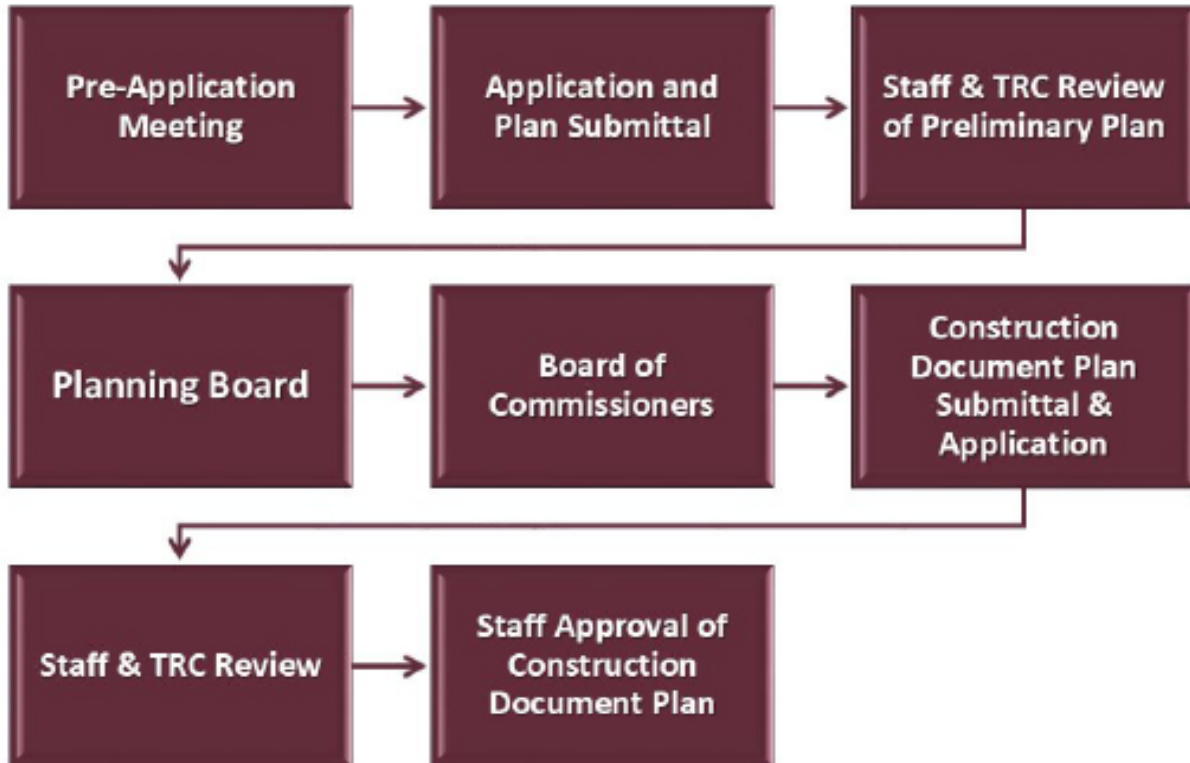 Pre-Application
Meeting
Application and
Plan Submittal
Staff & TRC Review
of Preliminary Plan
Planning Board
Board of
Commissioners
Construction
Document Plan
Submittal &
Application
Staff & TRC Review
Staff Approval of
Construction
Document Plan